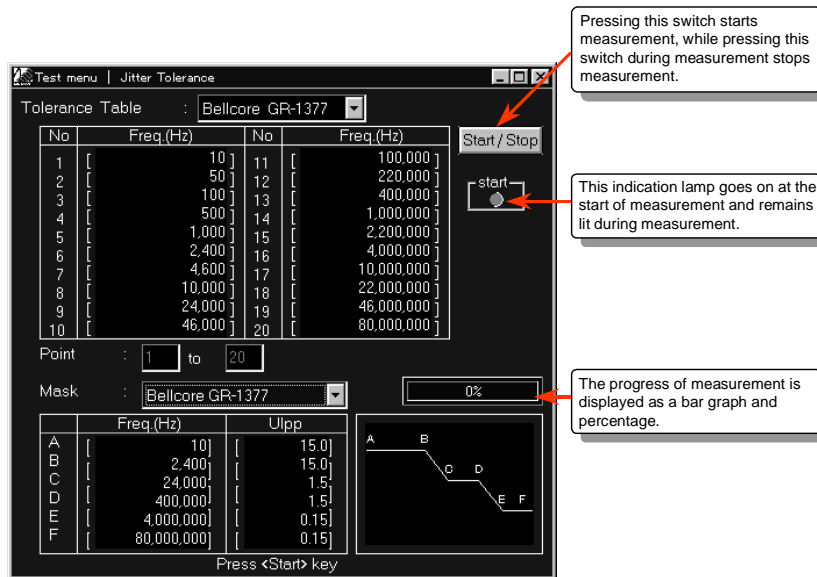 Pressing this switch starts
measurement, while pressing this
switch during measurement stops
measurement.
Test menu | Jitter Tolerance
Tolerance Table : Bellcore GR-1377
No Freq.(Hz) No Freq.(Hz) Start / Stop
1 [ 10 ] 11 [ 100,000 ]
2 [ 50 ] 12 [ 220,000 ]
3 [ 100 ] 13 [ 400,000 ]
4 [ 500 ] 14 [ 1,000,000 ]
5 [ 1,000 ] 15 [ 2,200,000 ]
6 [ 2,400 ] 16 [ 4,000,000 ]
7 [ 4,600 ] 17 [ 10,000,000 ]
8 [ 10,000 ] 18 [ 22,000,000 ]
9 [ 24,000 ] 19 [ 46,000,000 ]
10 [ 46,000 ] 20 [ 80,000,000 ]
start
This indication lamp goes on at the
start of measurement and remains
lit during measurement.
Point : 1 to 20
Mask : Bellcore GR-1377
0%
The progress of measurement is
displayed as a bar graph and
percentage.
Freq.(Hz) UIpp
A [ 10] [ 15.0]
B [ 2,400] [ 15.0]
C [ 24,000] [ 1.5]
D [ 400,000] [ 1.5]
E [ 4,000,000] [ 0.15]
F [ 80,000,000] [ 0.15]
A B
C D
E F
Press <Start> key